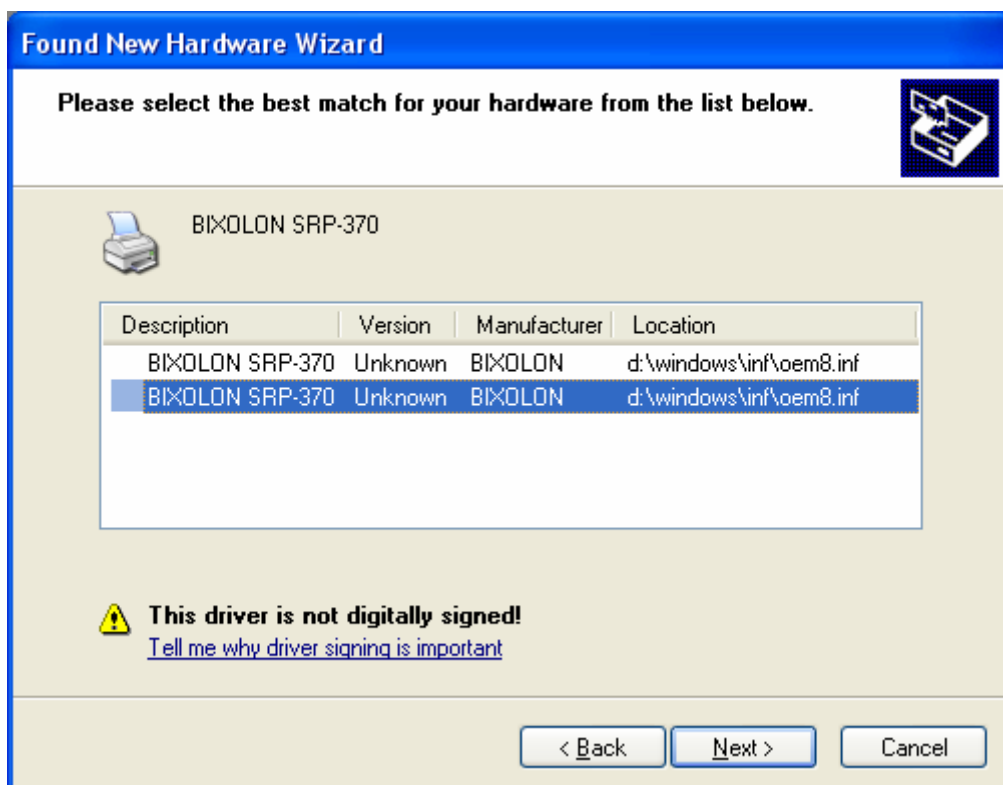 Found New Hardware Wizard
Please select the best match for your hardware from the list below.
BIXOLON SRP-370
Description Version Manufacturer Location
BIXOLON SRP-370 Unknown BIXOLON d:\windows\inf\oem8.inf
BIXOLON SRP-370 Unknown BIXOLON d:\windows\inf\oem8.inf
This driver is not digitally signed!
Tell me why driver signing is important
< Back Next > Cancel